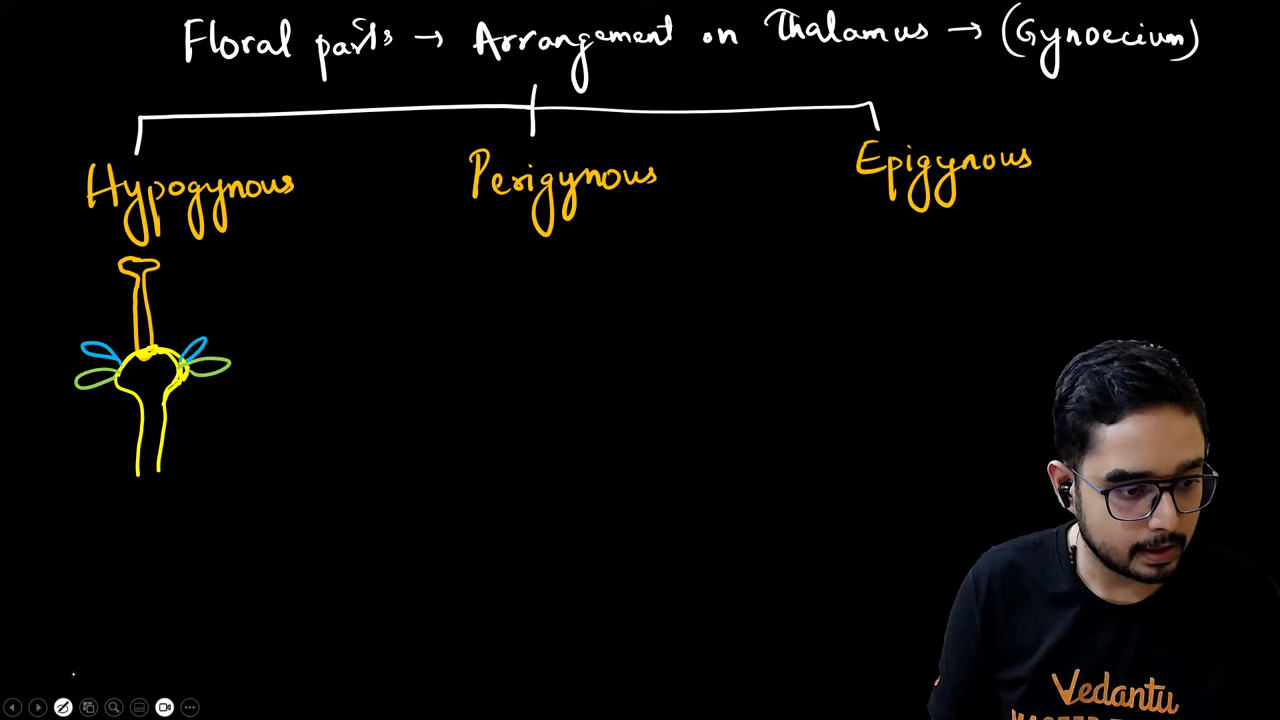 Floral parts → Arrangement on Thalamus → (Gynoecium)
Hypogynous
Perigynous
Epigynous
Vedantu